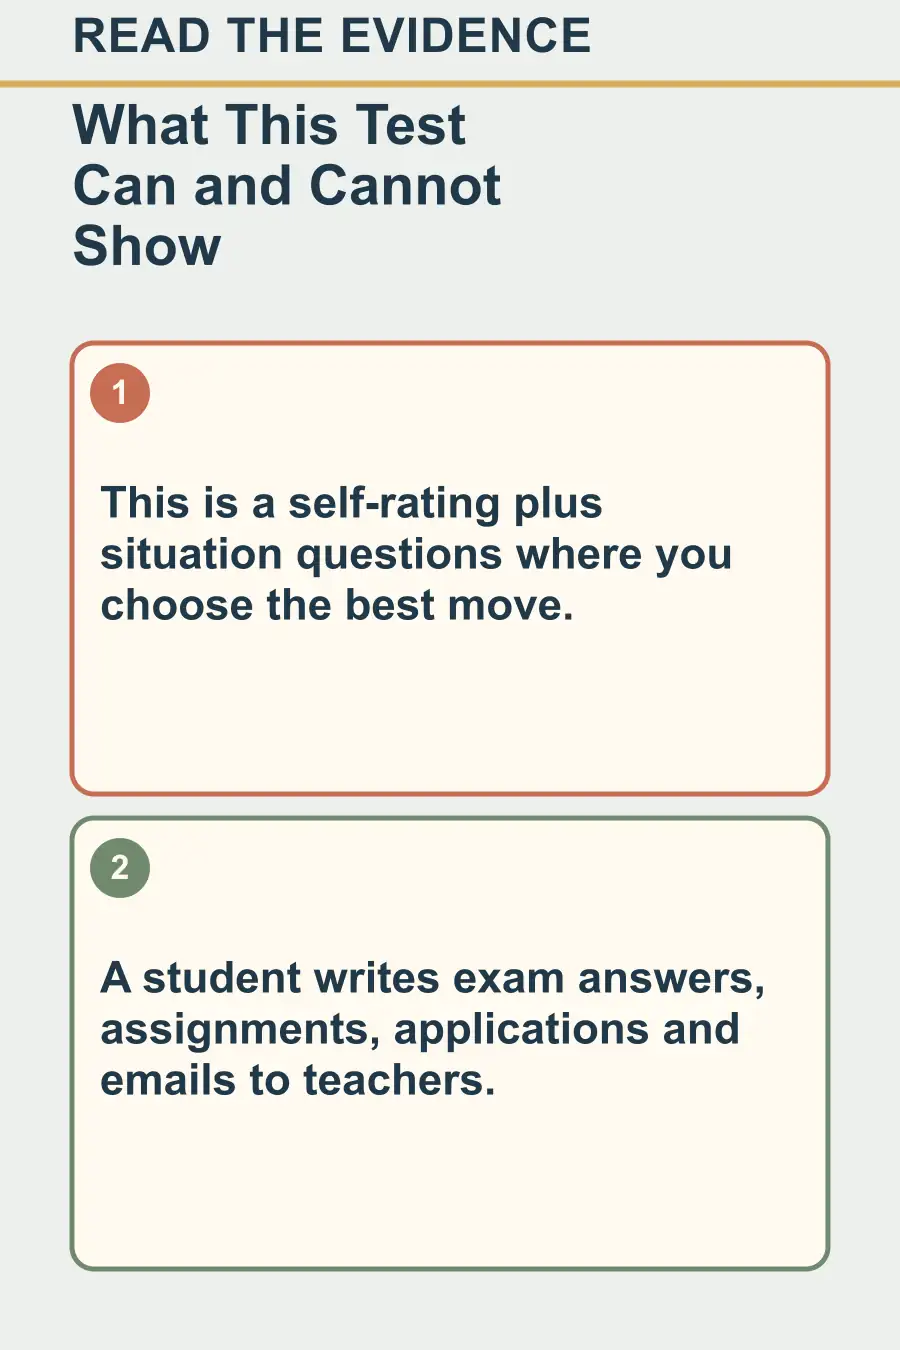 READ THE EVIDENCE
What This Test
Can and Cannot
Show
1
This is a self-rating plus
situation questions where you
choose the best move.
2
A student writes exam answers,
assignments, applications and
emails to teachers.